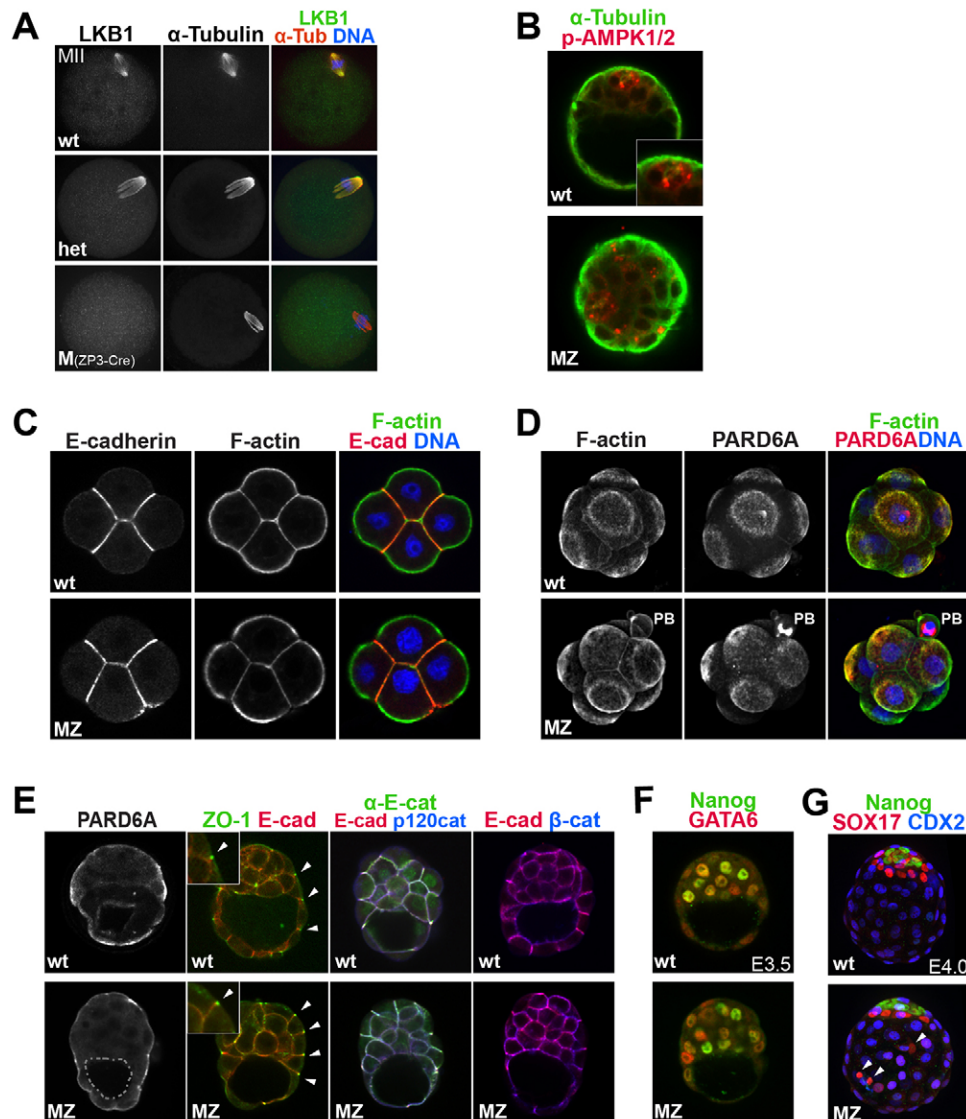 A
LKB1 α-Tubulin LKB1
α-Tub DNA
MII
wt
het
M(ZP3-Cre)
B
α-Tubulin
p-AMPK1/2
wt
MZ
C
E-cadherin F-actin F-actin
E-cad DNA
wt
MZ
D
F-actin PARD6A F-actin
PARD6ADNA
wt
PB PB PB
MZ
E
PARD6A ZO-1 E-cad α-E-cat
E-cad p120cat E-cad β-cat
wt wt wt wt
MZ MZ MZ MZ
F
Nanog
GATA6
wt E3.5
MZ
G
Nanog
SOX17 CDX2
wt E4.0
MZ